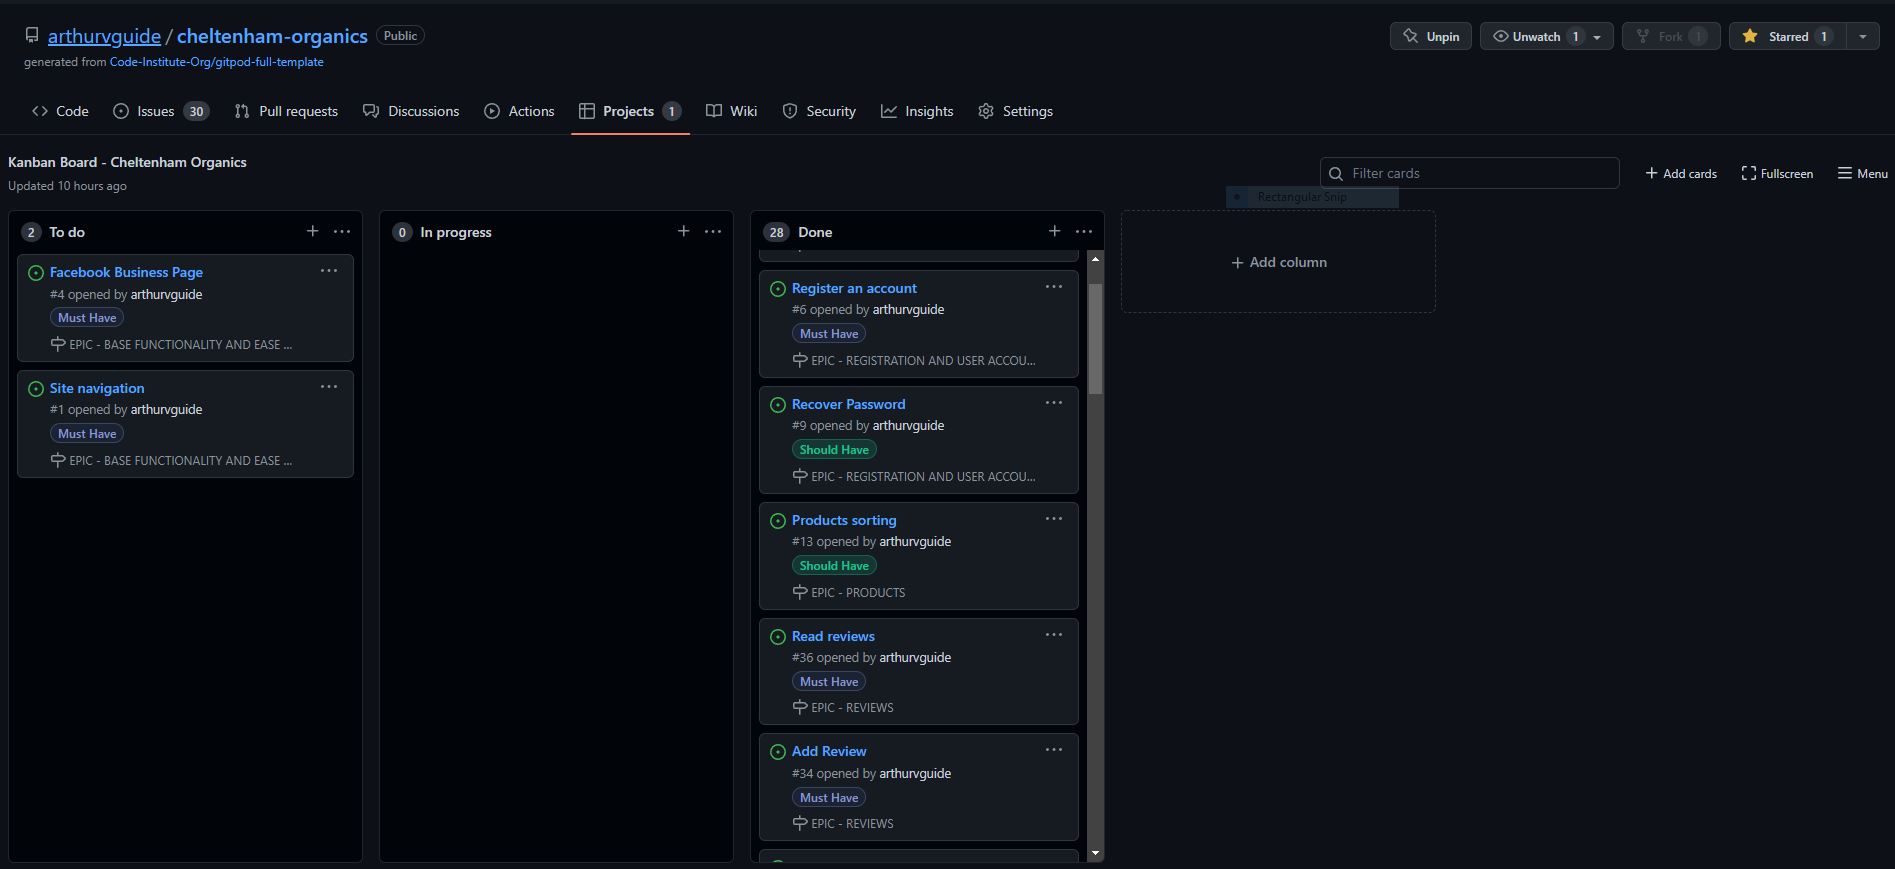 arthurvguide / cheltenham-organics Public
Unpin Unwatch 1 Fork 1 Starred 1
generated from Code-Institute-Org/gitpod-full-template
Code Issues 30 Pull requests Discussions Actions Projects 1 Wiki Security Insights Settings
Kanban Board - Cheltenham Organics
Updated 10 hours ago
Filter cards Add cards Fullscreen Menu
Rectangular Snip
2 To do
Facebook Business Page
#4 opened by arthurvguide
Must Have
EPIC - BASE FUNCTIONALITY AND EASE ...
Site navigation
#1 opened by arthurvguide
Must Have
EPIC - BASE FUNCTIONALITY AND EASE ...
0 In progress
28 Done
Register an account
#6 opened by arthurvguide
Must Have
EPIC - REGISTRATION AND USER ACCOU...
Recover Password
#9 opened by arthurvguide
Should Have
EPIC - REGISTRATION AND USER ACCOU...
Products sorting
#13 opened by arthurvguide
Should Have
EPIC - PRODUCTS
Read reviews
#36 opened by arthurvguide
Must Have
EPIC - REVIEWS
Add Review
#34 opened by arthurvguide
Must Have
EPIC - REVIEWS
+ Add column